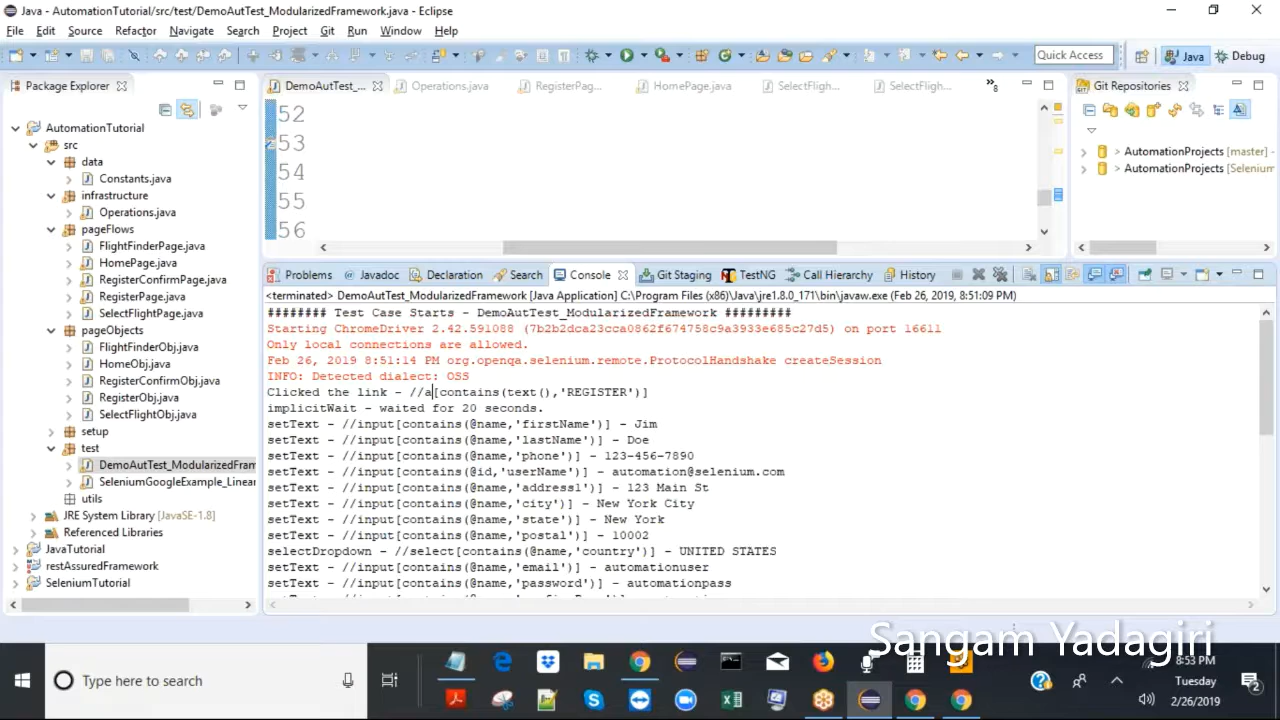 Java - AutomationTutorial/src/test/DemoAutTest_ModularizedFramework.java - Eclipse
File Edit Source Refactor Navigate Search Project Git Run Window Help
Quick Access Java Debug
Package Explorer
DemoAutTest_... Operations.java RegisterPag... HomePage.java SelectFligh... SelectFligh... »8
Git Repositories
AutomationTutorial
src
data
Constants.java
infrastructure
Operations.java
pageFlows
FlightFinderPage.java
HomePage.java
RegisterConfirmPage.java
RegisterPage.java
SelectFlightPage.java
pageObjects
FlightFinderObj.java
HomeObj.java
RegisterConfirmObj.java
RegisterObj.java
SelectFlightObj.java
setup
test
DemoAutTest_ModularizedFram
SeleniumGoogleExample_Linear
utils
JRE System Library [JavaSE-1.8]
Referenced Libraries
JavaTutorial
restAssuredFramework
SeleniumTutorial
52
53
54
55
56
> AutomationProjects [master] -
> AutomationProjects [Selenium
Problems @ Javadoc Declaration Search Console Git Staging TestNG Call Hierarchy History
<terminated> DemoAutTest_ModularizedFramework [Java Application] C:\Program Files (x86)\Java\jre1.8.0_171\bin\javaw.exe (Feb 26, 2019, 8:51:09 PM)
######## Test Case Starts - DemoAutTest_ModularizedFramework #########
Starting ChromeDriver 2.42.591088 (7b2b2dca23cca0862f674758c9a3933e685c27d5) on port 16611
Only local connections are allowed.
Feb 26, 2019 8:51:14 PM org.openqa.selenium.remote.ProtocolHandshake createSession
INFO: Detected dialect: OSS
Clicked the link - //a[contains(text(),'REGISTER')]
implicitWait - waited for 20 seconds.
setText - //input[contains(@name,'firstName')] - Jim
setText - //input[contains(@name,'lastName')] - Doe
setText - //input[contains(@name,'phone')] - 123-456-7890
setText - //input[contains(@id,'userName')] - automation@selenium.com
setText - //input[contains(@name,'address1')] - 123 Main St
setText - //input[contains(@name,'city')] - New York City
setText - //input[contains(@name,'state')] - New York
setText - //input[contains(@name,'postal')] - 10002
selectDropdown - //select[contains(@name,'country')] - UNITED STATES
setText - //input[contains(@name,'email')] - automationuser
setText - //input[contains(@name,'password')] - automationpass
Sangam Yadagiri
Type here to search
8:53 PM
Tuesday
2/26/2019
2